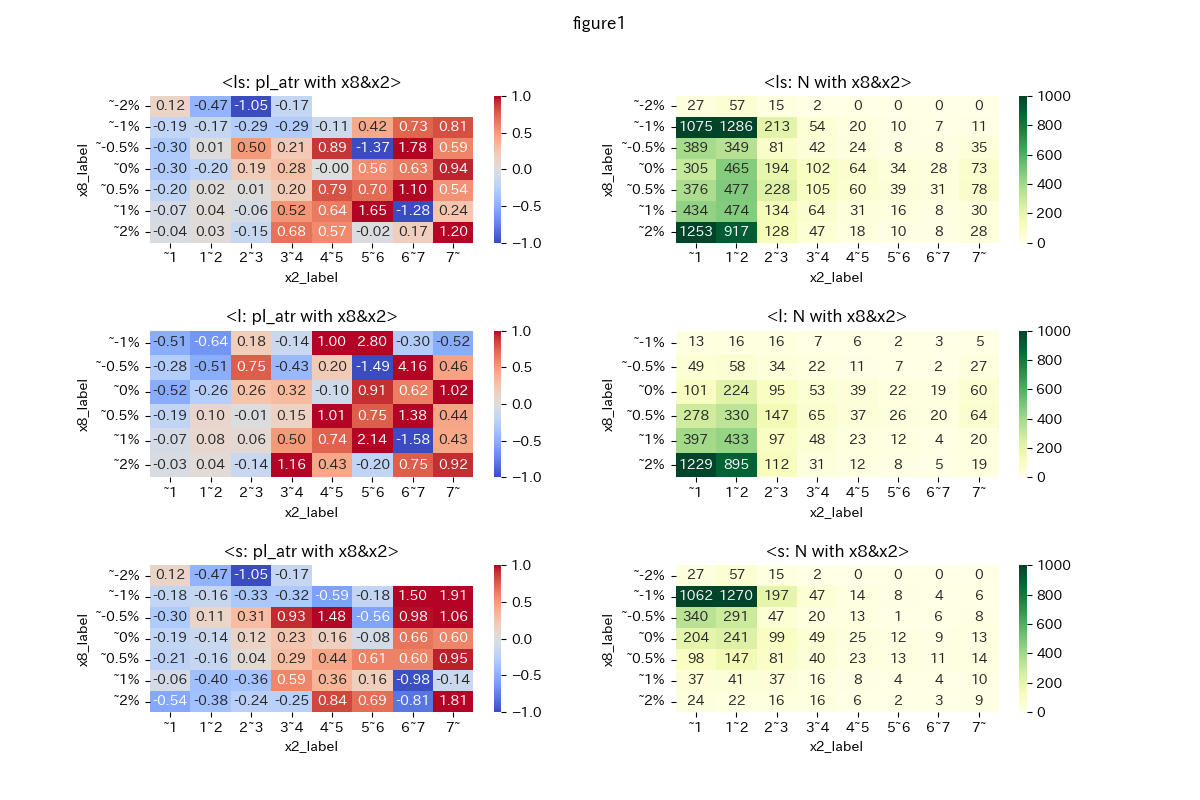 figure1
<ls: pl_atr with x8&x2>
x8_label
˜-2% 0.12 -0.47 -1.05 -0.17
˜-1% -0.19 -0.17 -0.29 -0.29 -0.11 0.42 0.73 0.81
˜-0.5% -0.30 0.01 0.50 0.21 0.89 -1.37 1.78 0.59
˜0% -0.30 -0.20 0.19 0.28 -0.00 0.56 0.63 0.94
˜0.5% -0.20 0.02 0.01 0.20 0.79 0.70 1.10 0.54
˜1% -0.07 0.04 -0.06 0.52 0.64 1.65 -1.28 0.24
˜2% -0.04 0.03 -0.15 0.68 0.57 -0.02 0.17 1.20
˜1 1˜2 2˜3 3˜4 4˜5 5˜6 6˜7 7˜
x2_label
1.0
0.5
0.0
−0.5
−1.0
<ls: N with x8&x2>
x8_label
˜-2% 27 57 15 2 0 0 0 0
˜-1% 1075 1286 213 54 20 10 7 11
˜-0.5% 389 349 81 42 24 8 8 35
˜0% 305 465 194 102 64 34 28 73
˜0.5% 376 477 228 105 60 39 31 78
˜1% 434 474 134 64 31 16 8 30
˜2% 1253 917 128 47 18 10 8 28
˜1 1˜2 2˜3 3˜4 4˜5 5˜6 6˜7 7˜
x2_label
1000
800
600
400
200
0
<l: pl_atr with x8&x2>
x8_label
˜-1% -0.51 -0.64 0.18 -0.14 1.00 2.80 -0.30 -0.52
˜-0.5% -0.28 -0.51 0.75 -0.43 0.20 -1.49 4.16 0.46
˜0% -0.52 -0.26 0.26 0.32 -0.10 0.91 0.62 1.02
˜0.5% -0.19 0.10 -0.01 0.15 1.01 0.75 1.38 0.44
˜1% -0.07 0.08 0.06 0.50 0.74 2.14 -1.58 0.43
˜2% -0.03 0.04 -0.14 1.16 0.43 -0.20 0.75 0.92
˜1 1˜2 2˜3 3˜4 4˜5 5˜6 6˜7 7˜
x2_label
1.0
0.5
0.0
−0.5
−1.0
<l: N with x8&x2>
x8_label
˜-1% 13 16 16 7 6 2 3 5
˜-0.5% 49 58 34 22 11 7 2 27
˜0% 101 224 95 53 39 22 19 60
˜0.5% 278 330 147 65 37 26 20 64
˜1% 397 433 97 48 23 12 4 20
˜2% 1229 895 112 31 12 8 5 19
˜1 1˜2 2˜3 3˜4 4˜5 5˜6 6˜7 7˜
x2_label
1000
800
600
400
200
0
<s: pl_atr with x8&x2>
x8_label
˜-2% 0.12 -0.47 -1.05 -0.17
˜-1% -0.18 -0.16 -0.33 -0.32 -0.59 -0.18 1.50 1.91
˜-0.5% -0.30 0.11 0.31 0.93 1.48 -0.56 0.98 1.06
˜0% -0.19 -0.14 0.12 0.23 0.16 -0.08 0.66 0.60
˜0.5% -0.21 -0.16 0.04 0.29 0.44 0.61 0.60 0.95
˜1% -0.06 -0.40 -0.36 0.59 0.36 0.16 -0.98 -0.14
˜2% -0.54 -0.38 -0.24 -0.25 0.84 0.69 -0.81 1.81
˜1 1˜2 2˜3 3˜4 4˜5 5˜6 6˜7 7˜
x2_label
1.0
0.5
0.0
−0.5
−1.0
<s: N with x8&x2>
x8_label
˜-2% 27 57 15 2 0 0 0 0
˜-1% 1062 1270 197 47 14 8 4 6
˜-0.5% 340 291 47 20 13 1 6 8
˜0% 204 241 99 49 25 12 9 13
˜0.5% 98 147 81 40 23 13 11 14
˜1% 37 41 37 16 8 4 4 10
˜2% 24 22 16 16 6 2 3 9
˜1 1˜2 2˜3 3˜4 4˜5 5˜6 6˜7 7˜
x2_label
1000
800
600
400
200
0